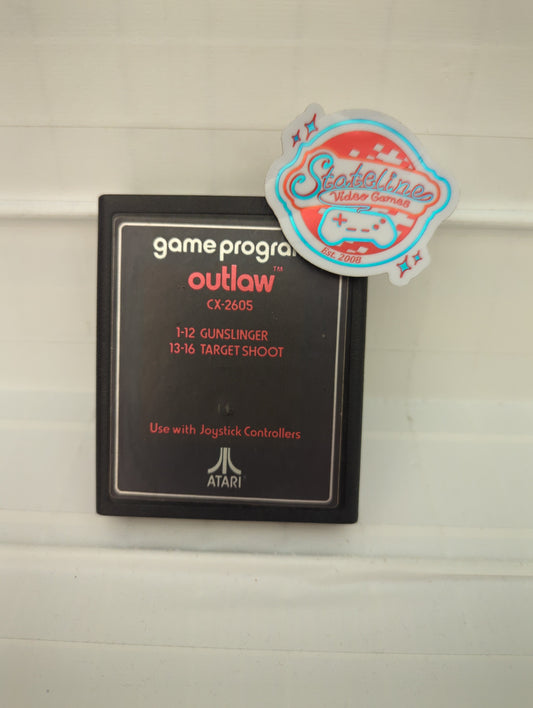 Stateline
Video Games
Est. 2008
game progra
outlaw™
CX-2605
1-12 GUNSLINGER
13-16 TARGET SHOOT
Use with Joystick Controllers
ATARI